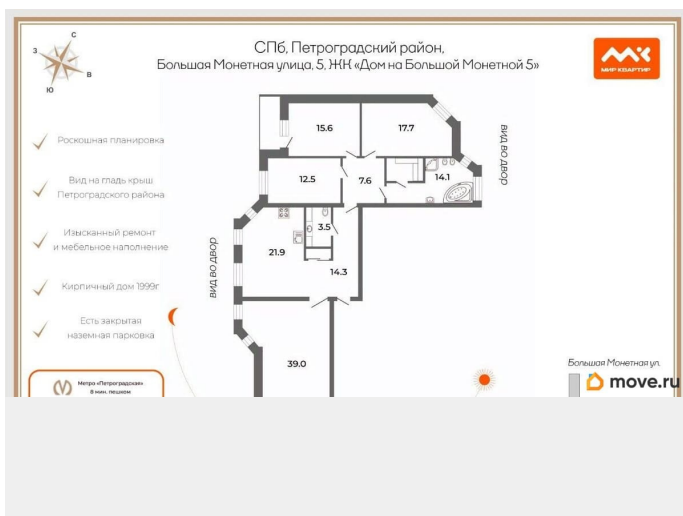 С
З
В
Ю
СПб, Петроградский район,
Большая Монетная улица, 5, ЖК «Дом на Большой Монетной 5»
МИР КВАРТИР
Роскошная планировка
Вид на гладь крыш
Петроградского района
Изысканный ремонт
и мебельное наполнение
Кирпичный дом 1999г
Есть закрытая
наземная парковка
Метро «Петроградская»
8 мин. пешком
15.6
17.7
12.5
7.6
14.1
3.5
21.9
14.3
39.0
ВИД ВО ДВОР
ВИД ВО ДВОР
Большая Монетная ул.
move.ru